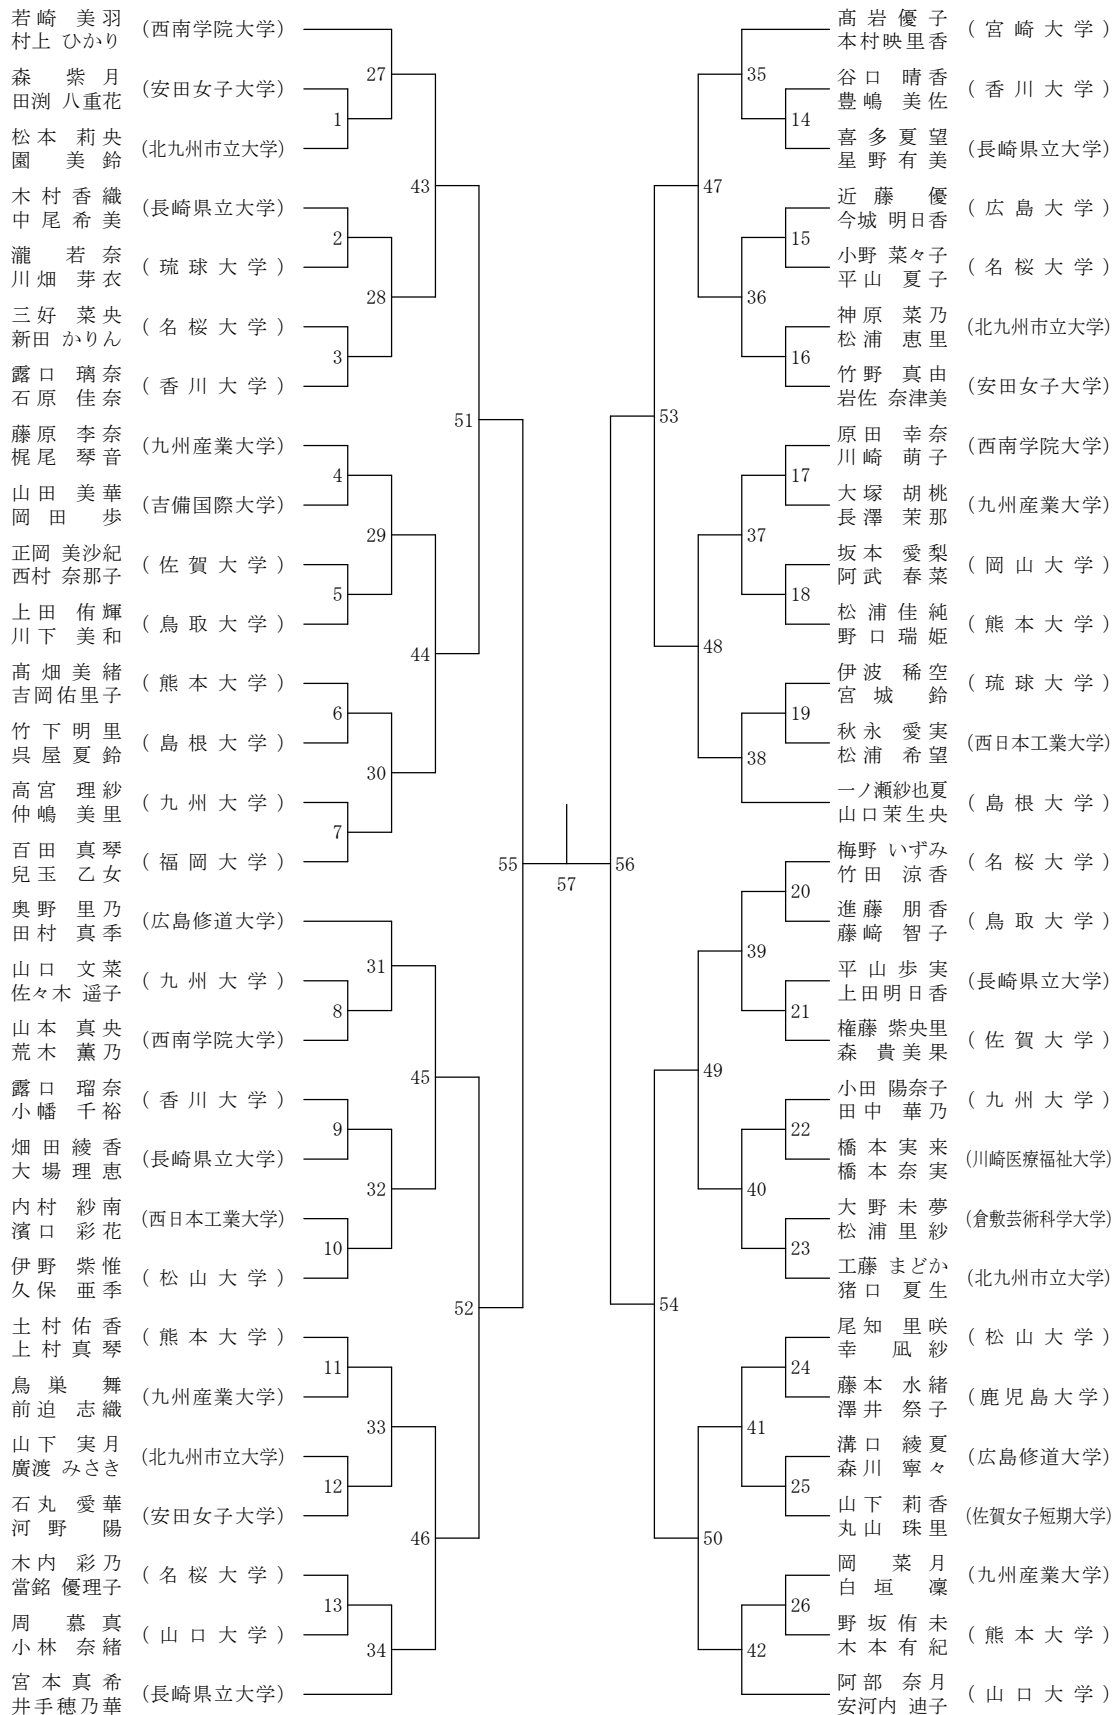 若崎 美羽
村上 ひかり
(西南学院大学)
森 紫月
田渕 八重花
(安田女子大学)
松本 莉央
園 美鈴
(北九州市立大学)
木村香織
中尾希美
(長崎県立大学)
瀧 若奈
川畑 芽衣
(琉球大学)
三好 菜央
新田 かりん
(名桜大学)
露口 璃奈
石原 佳奈
(香川大学)
藤原 李奈
梶尾 琴音
(九州産業大学)
山田 美華
岡田 歩
(吉備国際大学)
正岡 美沙紀
西村 奈那子
(佐賀大学)
上田 侑輝
川下 美和
(鳥取大学)
髙畑美緒
吉岡佑里子
(熊本大学)
竹下明里
呉屋夏鈴
(島根大学)
高宮 理紗
仲嶋 美里
(九州大学)
百田 真琴
兒玉 乙女
(福岡大学)
奥野 里乃
田村 真季
(広島修道大学)
山口 文菜
佐々木 遥子
(九州大学)
山本 真央
荒木 薫乃
(西南学院大学)
露口 瑠奈
小幡 千裕
(香川大学)
畑田綾香
大場理恵
(長崎県立大学)
内村 紗南
濱口 彩花
(西日本工業大学)
伊野 紫惟
久保 亜季
(松山大学)
土村佑香
上村真琴
(熊本大学)
鳥巣 舞
前迫 志織
(九州産業大学)
山下 実月
廣渡 みさき
(北九州市立大学)
石丸 愛華
河野 陽
(安田女子大学)
木内 彩乃
當銘 優理子
(名桜大学)
周 慕真
小林 奈緒
(山口大学)
宮本真希
井手穂乃華
(長崎県立大学)
1
2
3
4
5
6
7
8
9
10
11
12
13
27
28
29
30
31
32
33
34
43
44
45
46
51
52
55
57
56
53
54
47
48
49
50
35
36
37
38
39
40
41
42
14
15
16
17
18
19
20
21
22
23
24
25
26
髙岩優子
本村映里香
(宮崎大学)
谷口 晴香
豊嶋 美佐
(香川大学)
喜多夏望
星野有美
(長崎県立大学)
近藤 優
今城 明日香
(広島大学)
小野 菜々子
平山 夏子
(名桜大学)
神原 菜乃
松浦 恵里
(北九州市立大学)
竹野 真由
岩佐 奈津美
(安田女子大学)
原田 幸奈
川崎 萌子
(西南学院大学)
大塚 胡桃
長澤 茉那
(九州産業大学)
坂本 愛梨
阿武 春菜
(岡山大学)
松浦佳純
野口瑞姫
(熊本大学)
伊波 稀空
宮城 鈴
(琉球大学)
秋永 愛実
松浦 希望
(西日本工業大学)
一ノ瀬紗也夏
山口茉生央
(島根大学)
梅野 いずみ
竹田 涼香
(名桜大学)
進藤 朋香
藤﨑 智子
(鳥取大学)
平山歩実
上田明日香
(長崎県立大学)
権藤 紫央里
森 貴美果
(佐賀大学)
小田 陽奈子
田中 華乃
(九州大学)
橋本実来
橋本奈実
(川崎医療福祉大学)
大野未夢
松浦里紗
(倉敷芸術科学大学)
工藤 まどか
猪口 夏生
(北九州市立大学)
尾知 里咲
幸 凪紗
(松山大学)
藤本 水緒
澤井 祭子
(鹿児島大学)
溝口 綾夏
森川 寧々
(広島修道大学)
山下 莉香
丸山 珠里
(佐賀女子短期大学)
岡 菜月
白垣 凜
(九州産業大学)
野坂侑未
木本有紀
(熊本大学)
阿部 奈月
安河内 迪子
(山口大学)